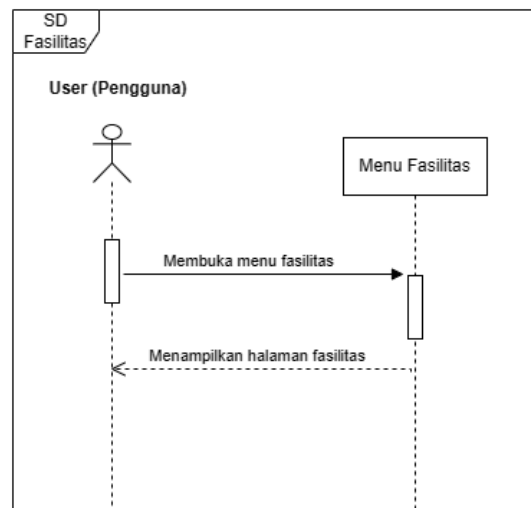 SD
Fasilitas
User (Pengguna)
Menu Fasilitas
Membuka menu fasilitas
Menampilkan halaman fasilitas